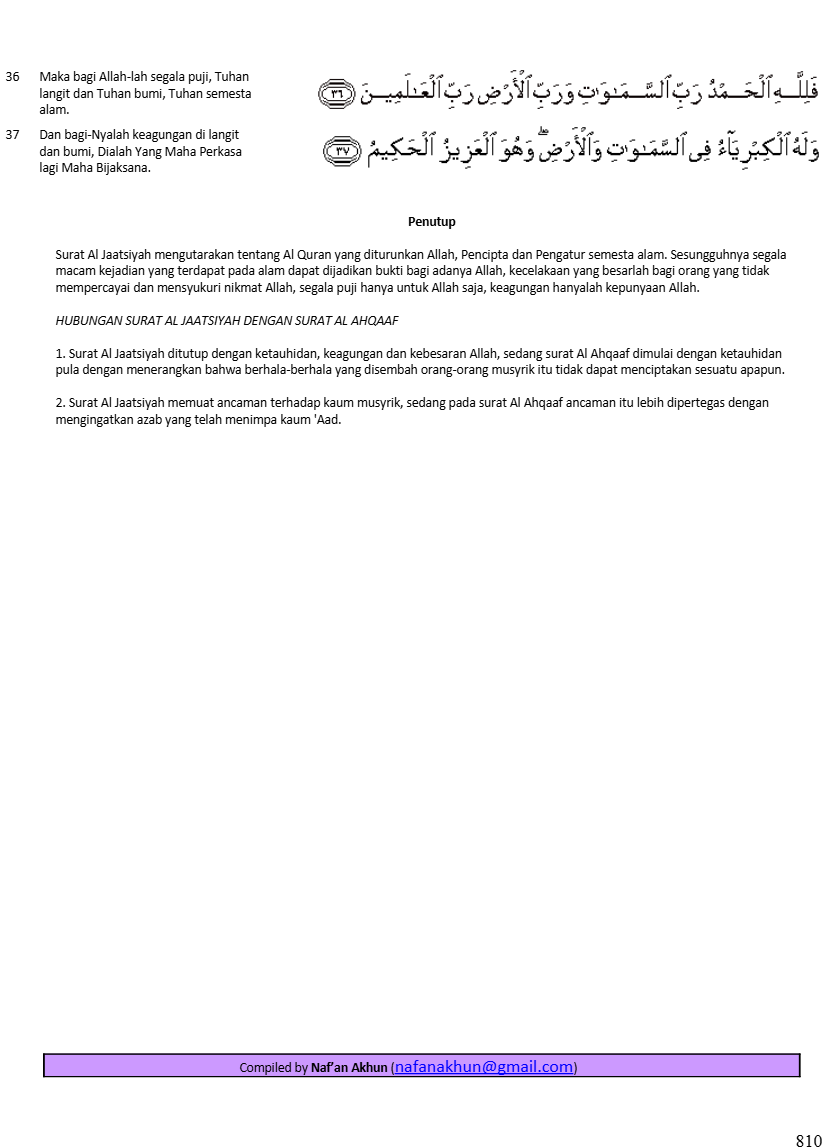 36 Maka bagi Allah-lah segala puji, Tuhan
langit dan Tuhan bumi, Tuhan semesta
alam.
فَلِلَّـهِ ٱلْحَـمْدُ رَبِّ ٱلسَّـمَـٰوَٰتِ وَرَبِّ ٱلْأَرْضِ رَبِّ ٱلْعَـٰلَمِيـنَ ٣٦
37 Dan bagi-Nyalah keagungan di langit
dan bumi, Dialah Yang Maha Perkasa
lagi Maha Bijaksana.
وَلَهُ ٱلْكِبْرِيَآءُ فِى ٱلسَّمَـٰوَٰتِ وَٱلْأَرْضِ ۖ وَهُوَ ٱلْعَزِيزُ ٱلْحَكِيمُ ٣٧
Penutup
Surat Al Jaatsiyah mengutarakan tentang Al Quran yang diturunkan Allah, Pencipta dan Pengatur semesta alam. Sesungguhnya segala
macam kejadian yang terdapat pada alam dapat dijadikan bukti bagi adanya Allah, kecelakaan yang besarlah bagi orang yang tidak
mempercayai dan mensyukuri nikmat Allah, segala puji hanya untuk Allah saja, keagungan hanyalah kepunyaan Allah.
HUBUNGAN SURAT AL JAATSIYAH DENGAN SURAT AL AHQAAF
1. Surat Al Jaatsiyah ditutup dengan ketauhidan, keagungan dan kebesaran Allah, sedang surat Al Ahqaaf dimulai dengan ketauhidan
pula dengan menerangkan bahwa berhala-berhala yang disembah orang-orang musyrik itu tidak dapat menciptakan sesuatu apapun.
2. Surat Al Jaatsiyah memuat ancaman terhadap kaum musyrik, sedang pada surat Al Ahqaaf ancaman itu lebih dipertegas dengan
mengingatkan azab yang telah menimpa kaum 'Aad.
Compiled by Naf’an Akhun (nafanakhun@gmail.com)
810